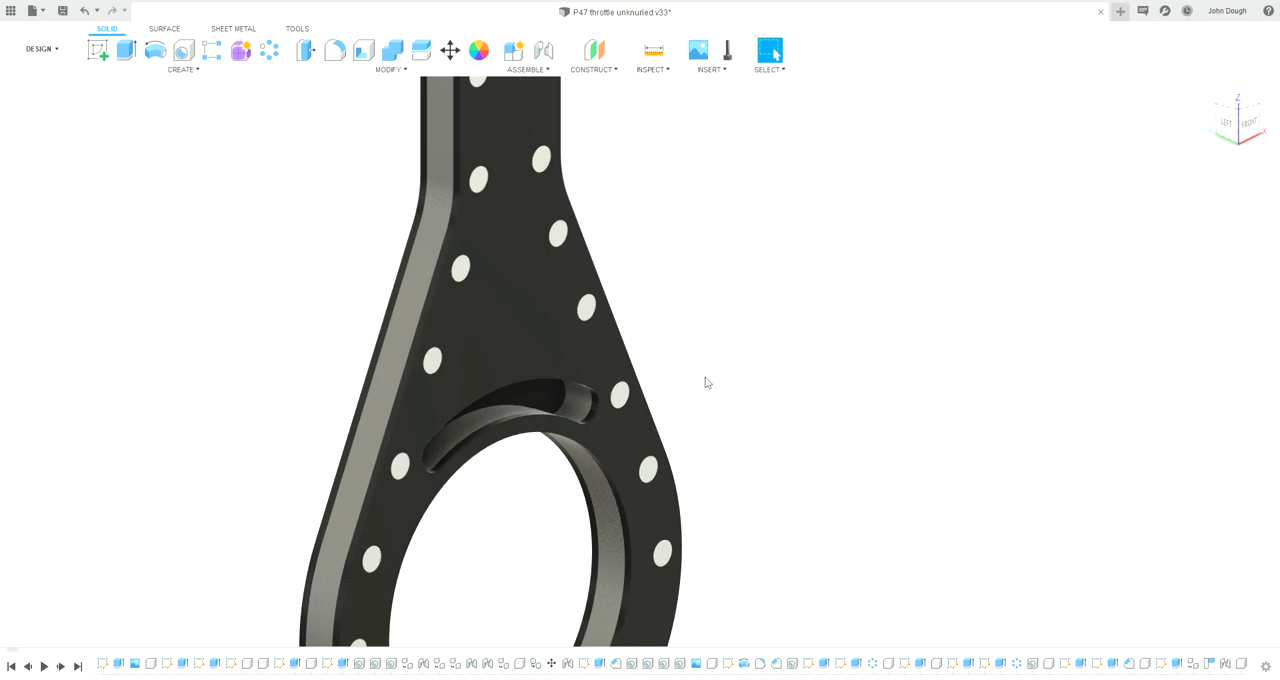 P47 throttle unknurled v33*
John Dough
SOLID SURFACE SHEET METAL TOOLS
DESIGN
CREATE MODIFY ASSEMBLE CONSTRUCT INSPECT INSERT SELECT
Z
LEFT FRONT
X